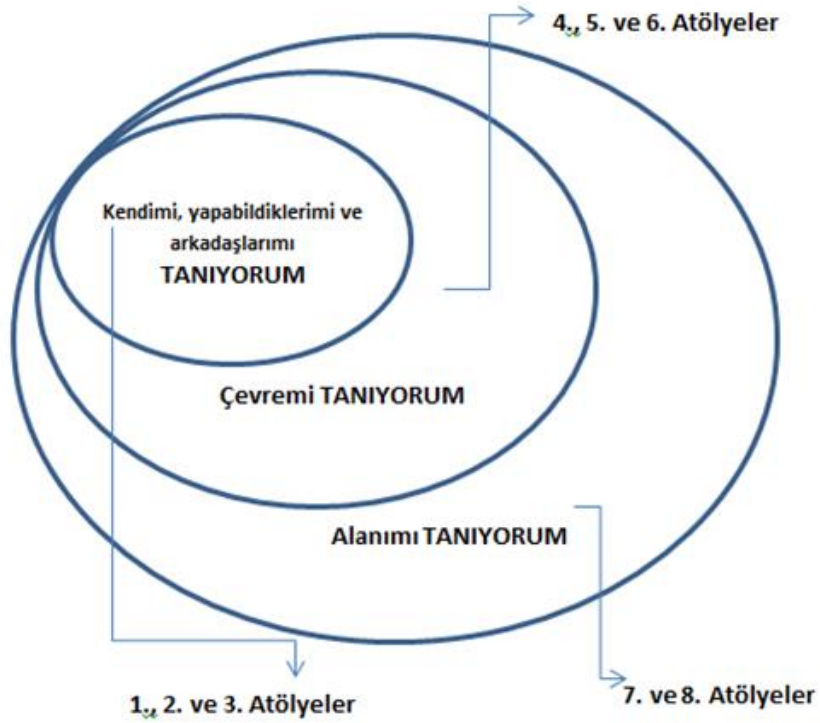 4., 5. ve 6. Atölyeler
Kendimi, yapabildiklerimi ve
arkadaşlarımı
TANIYORUM
Çevremi TANIYORUM
Alanımı TANIYORUM
1., 2. ve 3. Atölyeler
7. ve 8. Atölyeler